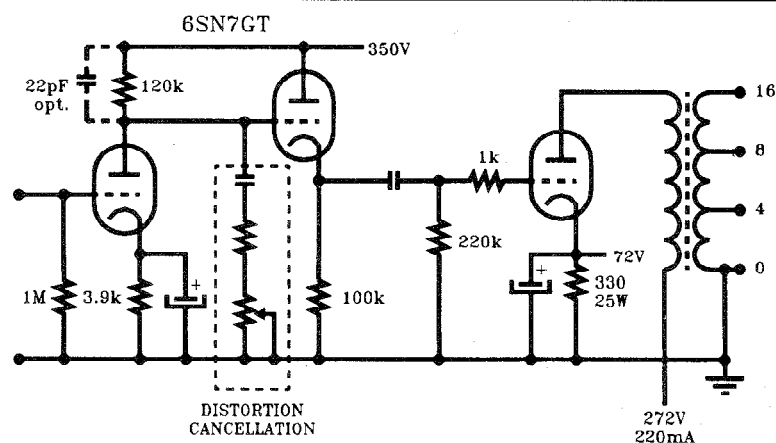 6SN7GT
350V
22pF
opt.
120k
16
8
4
0
1k
220k
72V
330
25W
1M
3.9k
100k
DISTORTION
CANCELLATION
272V
220mA
+
+